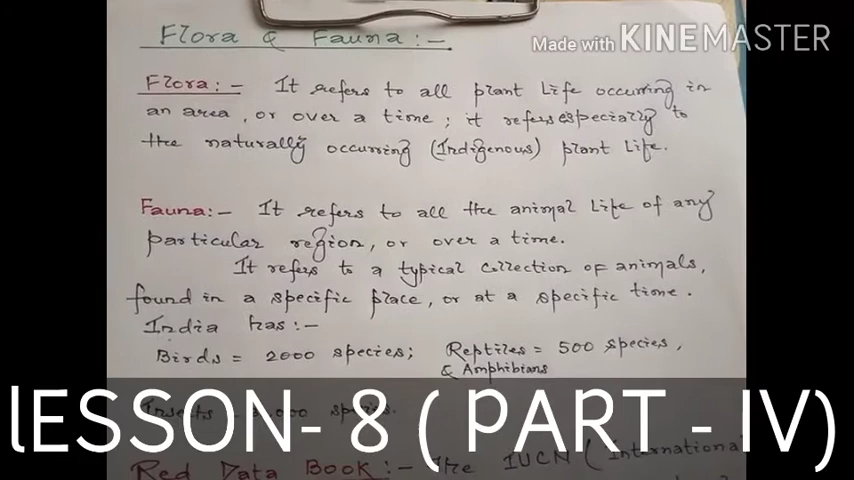 Flora & Fauna:-
Made with KINEMASTER
Flora:- It refers to all plant Life occurring in
an area, or over a time; it refers especially to
the naturally occurring (Indigenous) plant Life.
Fauna:- It refers to all the animal Life of any
particular region, or over a time.
It refers to a typical collection of animals,
found in a specific place, or at a specific time.
India has:-
Birds = 2000 species; Reptiles = 500 species,
& Amphibians
Insects species.
lESSON- 8 ( PART - IV)
Red Data Book:- The IUCN (International